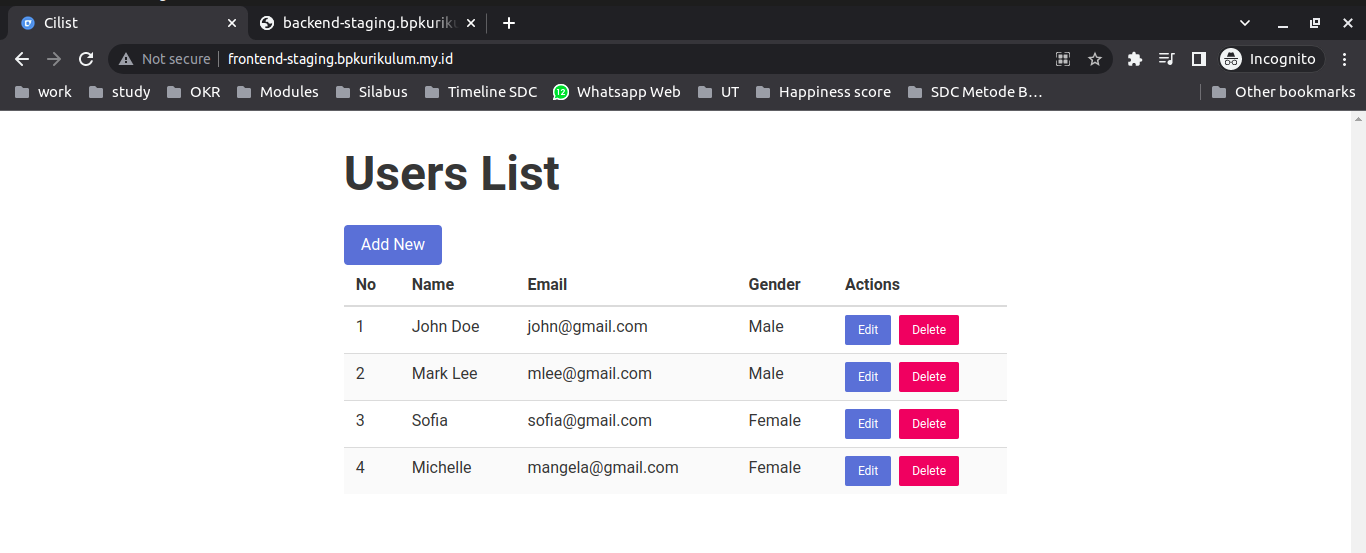 Cilist
backend-staging.bpkurik
Not secure
frontend-staging.bpkurikulum.my.id
Incognito
work study OKR Modules Silabus Timeline SDC 12 Whatsapp Web UT Happiness score SDC Metode B… Other bookmarks
Users List
Add New
No Name Email Gender Actions
1 John Doe john@gmail.com Male Edit Delete
2 Mark Lee mlee@gmail.com Male Edit Delete
3 Sofia sofia@gmail.com Female Edit Delete
4 Michelle mangela@gmail.com Female Edit Delete